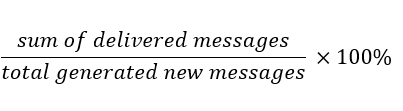 sum of delivered messages
total generated new messages × 100%